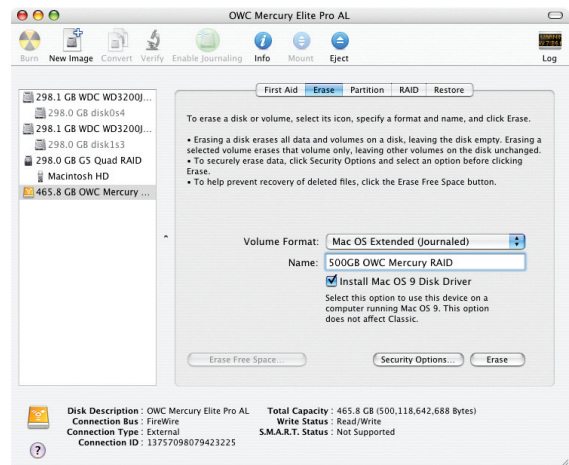 OWC Mercury Elite Pro AL
Burn New Image Convert Verify Enable Journaling Info Mount Eject Log
First Aid Erase Partition RAID Restore
298.1 GB WDC WD3200J...
298.0 GB disk0s4
298.1 GB WDC WD3200J...
298.0 GB disk1s3
298.0 GB G5 Quad RAID
Macintosh HD
465.8 GB OWC Mercury ...
To erase a disk or volume, select its icon, specify a format and name, and click Erase.
• Erasing a disk erases all data and volumes on a disk, leaving the disk empty. Erasing a
selected volume erases that volume only, leaving other volumes on the disk unchanged.
• To securely erase data, click Security Options and select an option before clicking
Erase.
• To help prevent recovery of deleted files, click the Erase Free Space button.
Volume Format: Mac OS Extended (Journaled)
Name: 500GB OWC Mercury RAID
Install Mac OS 9 Disk Driver
Select this option to use this device on a
computer running Mac OS 9. This option
does not affect Classic.
Erase Free Space... Security Options... Erase
Disk Description : OWC Mercury Elite Pro AL Total Capacity : 465.8 GB (500,118,642,688 Bytes)
Connection Bus : FireWire Write Status : Read/Write
Connection Type : External S.M.A.R.T. Status : Not Supported
Connection ID : 13757098079423225
?